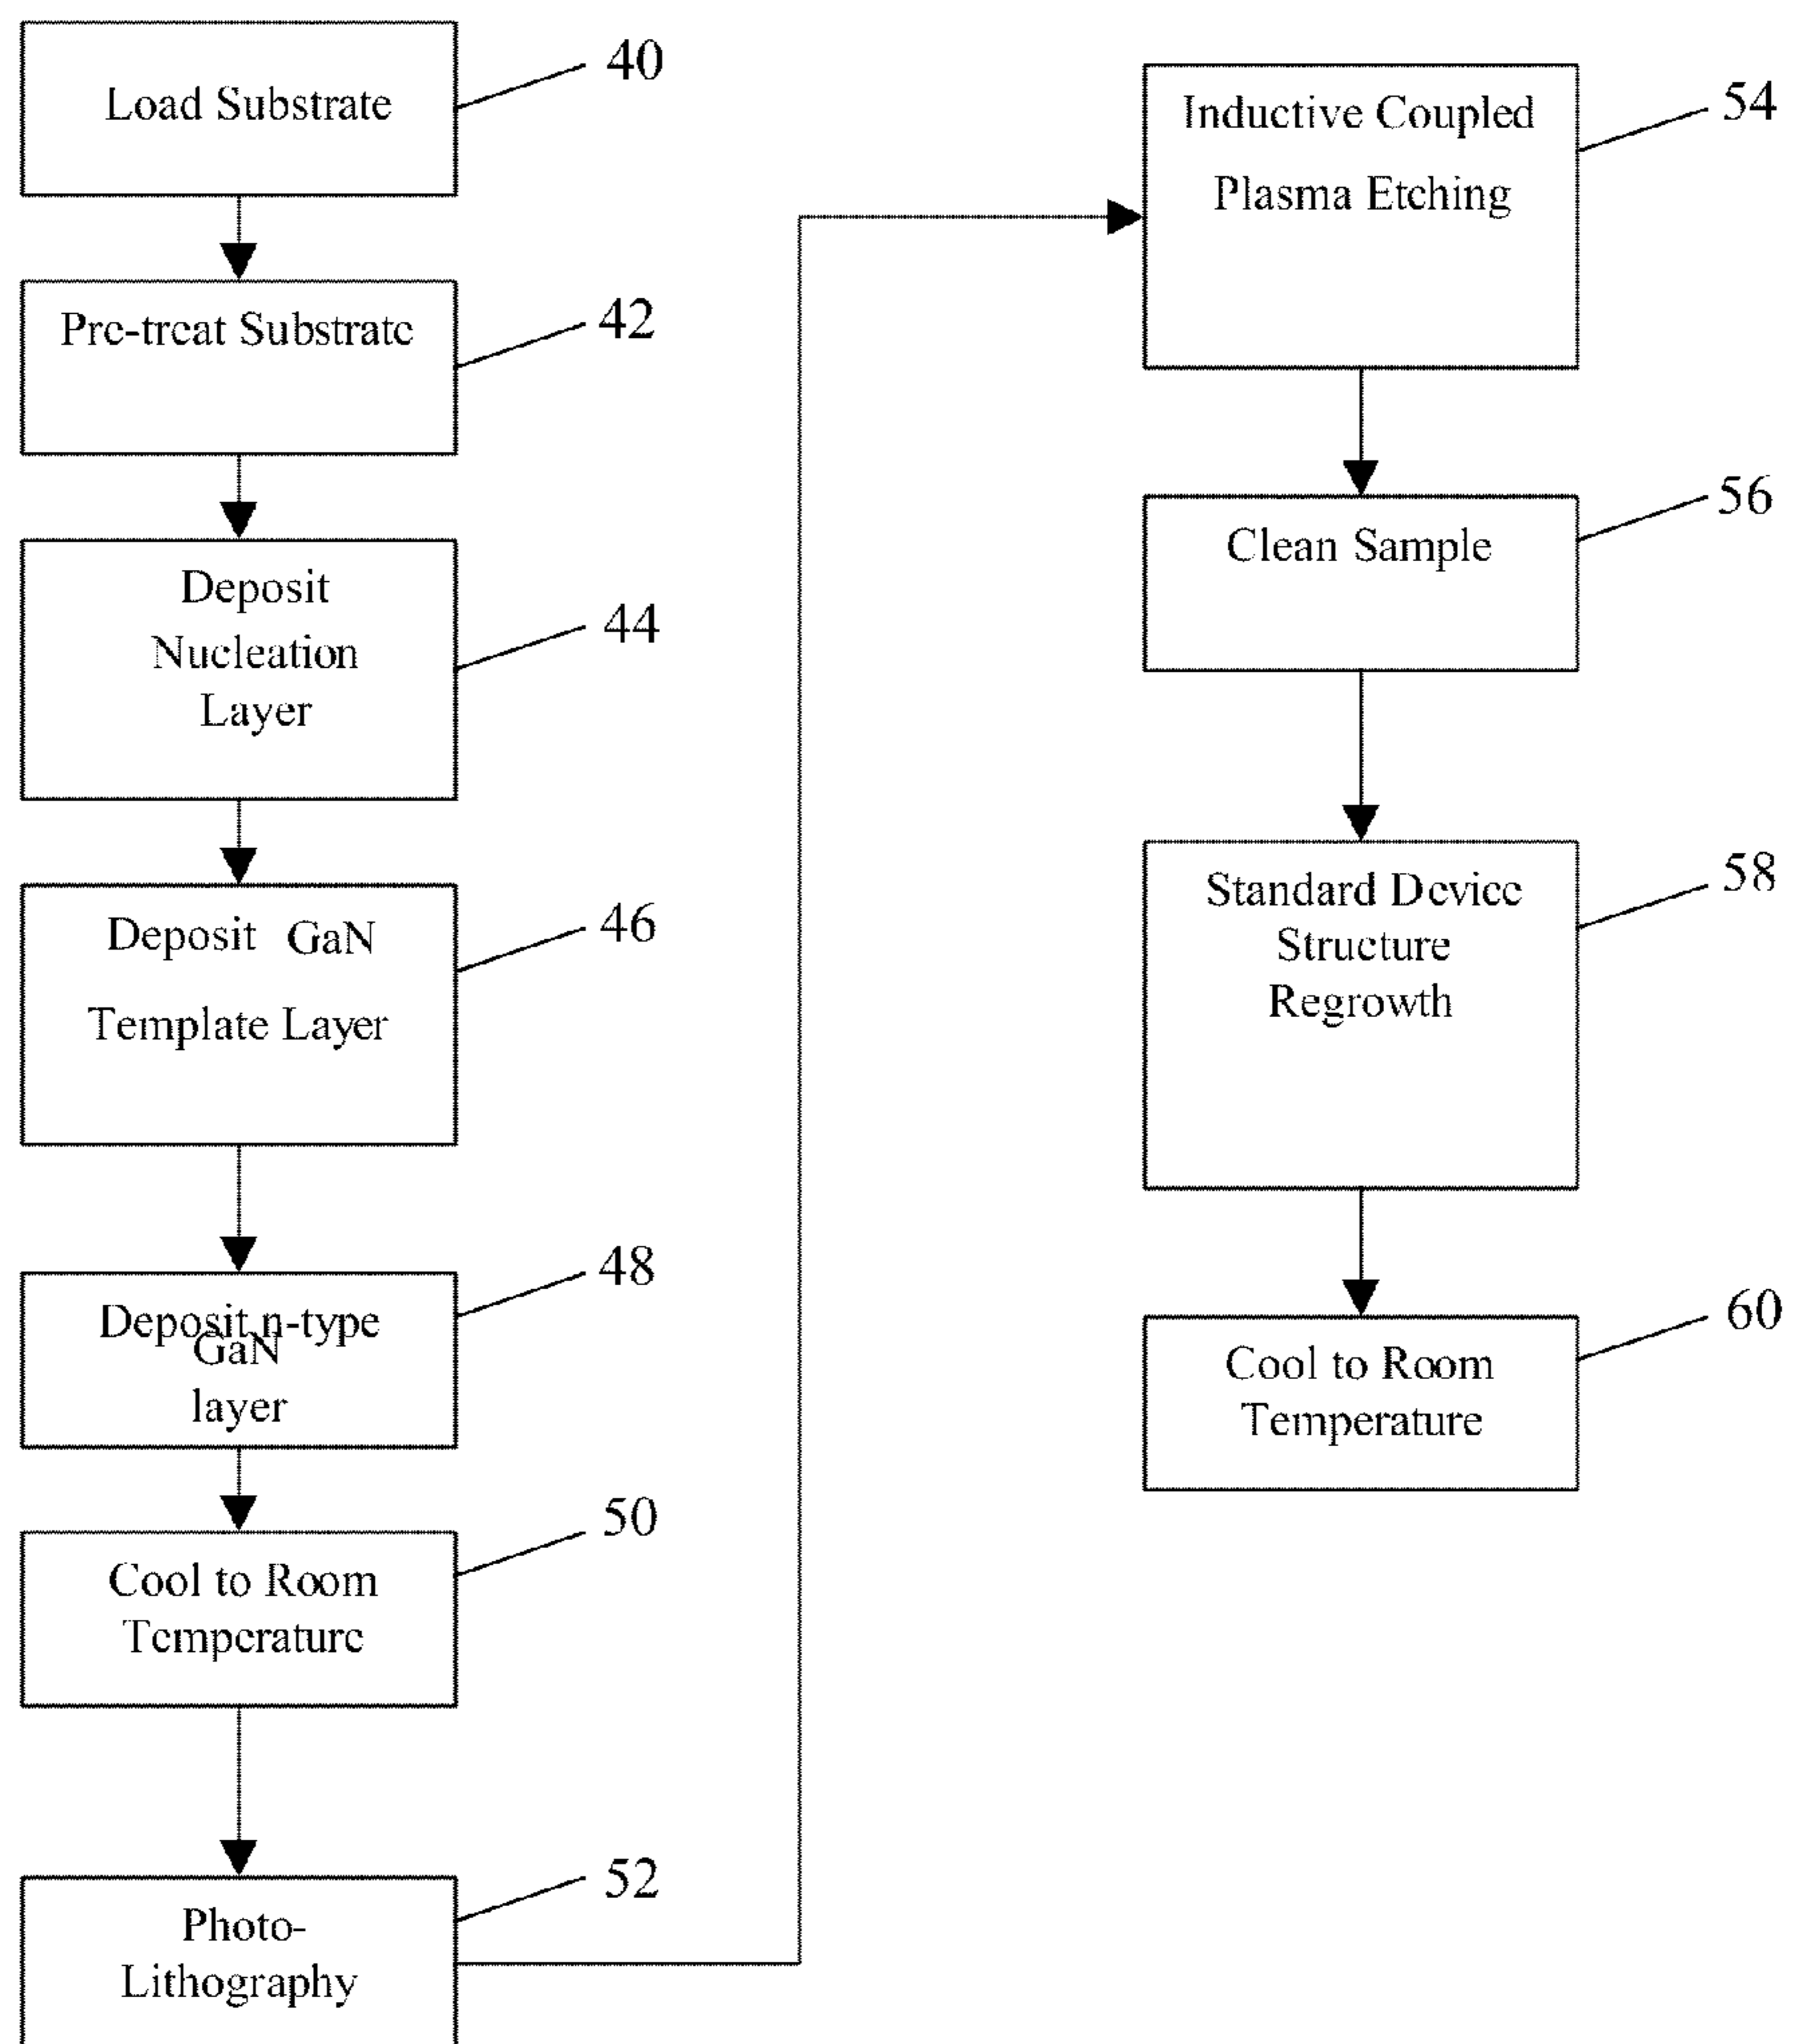 Load Substrate
40
Pre-treat Substrate
42
Deposit
Nucleation
Layer
44
Deposit GaN
Template Layer
46
Deposit n-type
GaN
layer
48
Cool to Room
Temperature
50
Photo-
Lithography
52
Inductive Coupled
Plasma Etching
54
Clean Sample
56
Standard Device
Structure
Regrowth
58
Cool to Room
Temperature
60